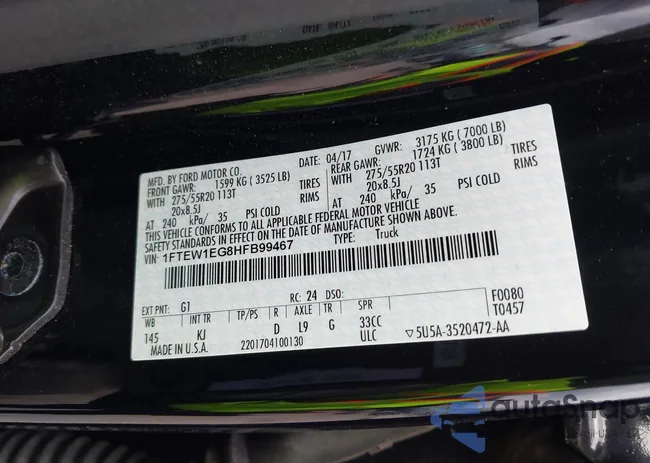 MFD. BY FORD MOTOR CO.
DATE: 04/17 GVWR: 3175 KG ( 7000 LB)
FRONT GAWR: 1599 KG ( 3525 LB) REAR GAWR: 1724 KG ( 3800 LB)
WITH 275/55R20 113T TIRES WITH 275/55R20 113T TIRES
20x8.5J RIMS 20x8.5J RIMS
AT 240 kPa/ 35 PSI COLD AT 240 kPa/ 35 PSI COLD
THIS VEHICLE CONFORMS TO ALL APPLICABLE FEDERAL MOTOR VEHICLE
SAFETY STANDARDS IN EFFECT ON THE DATE OF MANUFACTURE SHOWN ABOVE.
VIN: 1FTEW1EG8HFB99467 TYPE: Truck
EXT PNT: G1 RC: 24 DSO: F0080
WB INT TR TP/PS R AXLE TR SPR T0457
145 KJ D L9 G 33CC
MADE IN U.S.A. 2201704100130 ULC ▽5U5A-3520472-AA
autoSnap